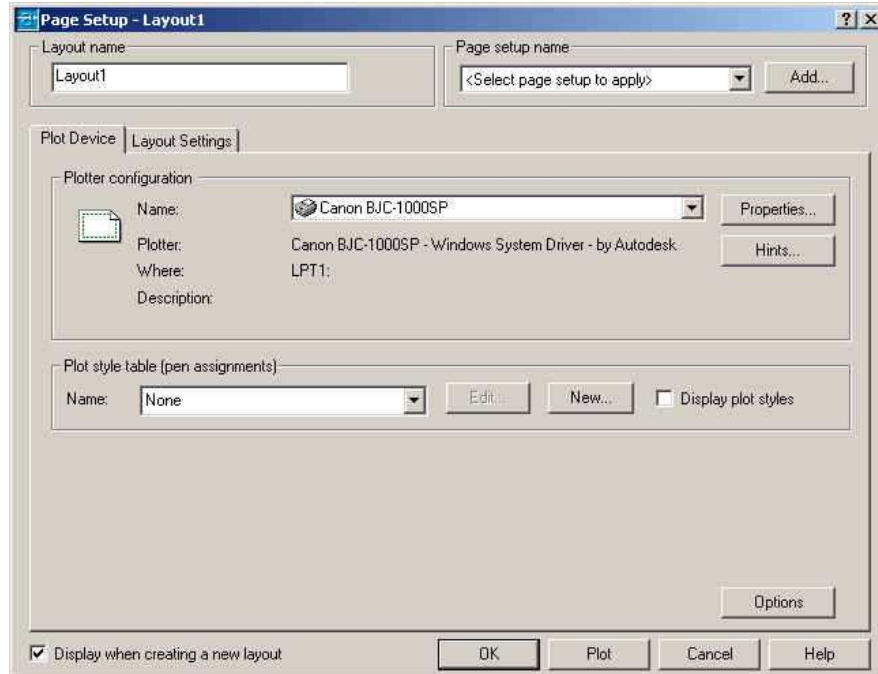 Page Setup - Layout1
Layout name
Layout1
Page setup name
<Select page setup to apply>
Add...
Plot Device
Layout Settings
Plotter configuration
Name:
Canon BJC-1000SP
Properties...
Plotter:
Canon BJC-1000SP - Windows System Driver - by Autodesk
Hints...
Where:
LPT1:
Description:
Plot style table (pen assignments)
Name:
None
Edit...
New...
Display plot styles
Options
Display when creating a new layout
OK
Plot
Cancel
Help